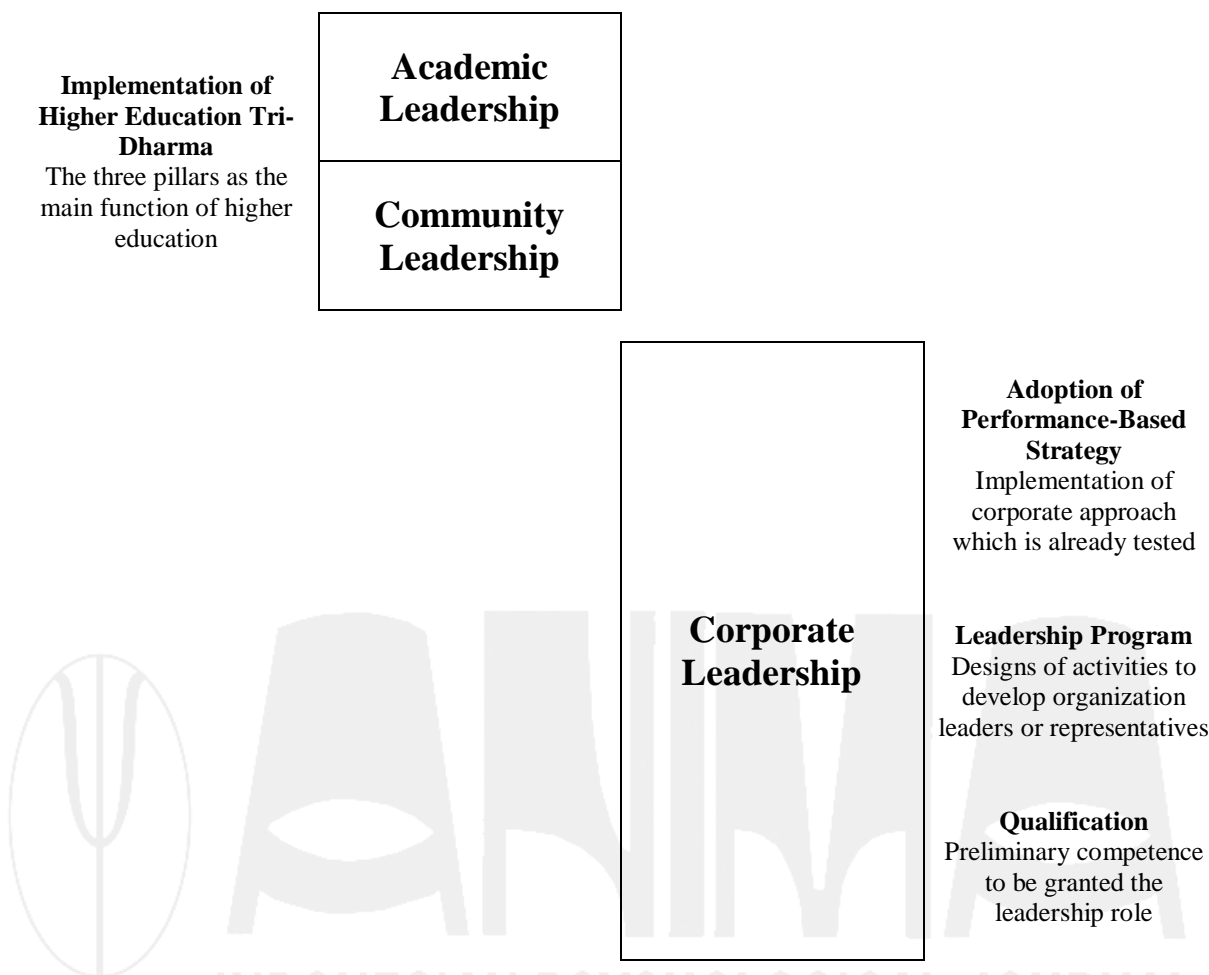 Implementation of
Higher Education Tri-
Dharma
The three pillars as the
main function of higher
education
Academic
Leadership
Community
Leadership
Corporate
Leadership
Adoption of
Performance-Based
Strategy
Implementation of
corporate approach
which is already tested
Leadership Program
Designs of activities to
develop organization
leaders or representatives
Qualification
Preliminary competence
to be granted the
leadership role
ANIMA